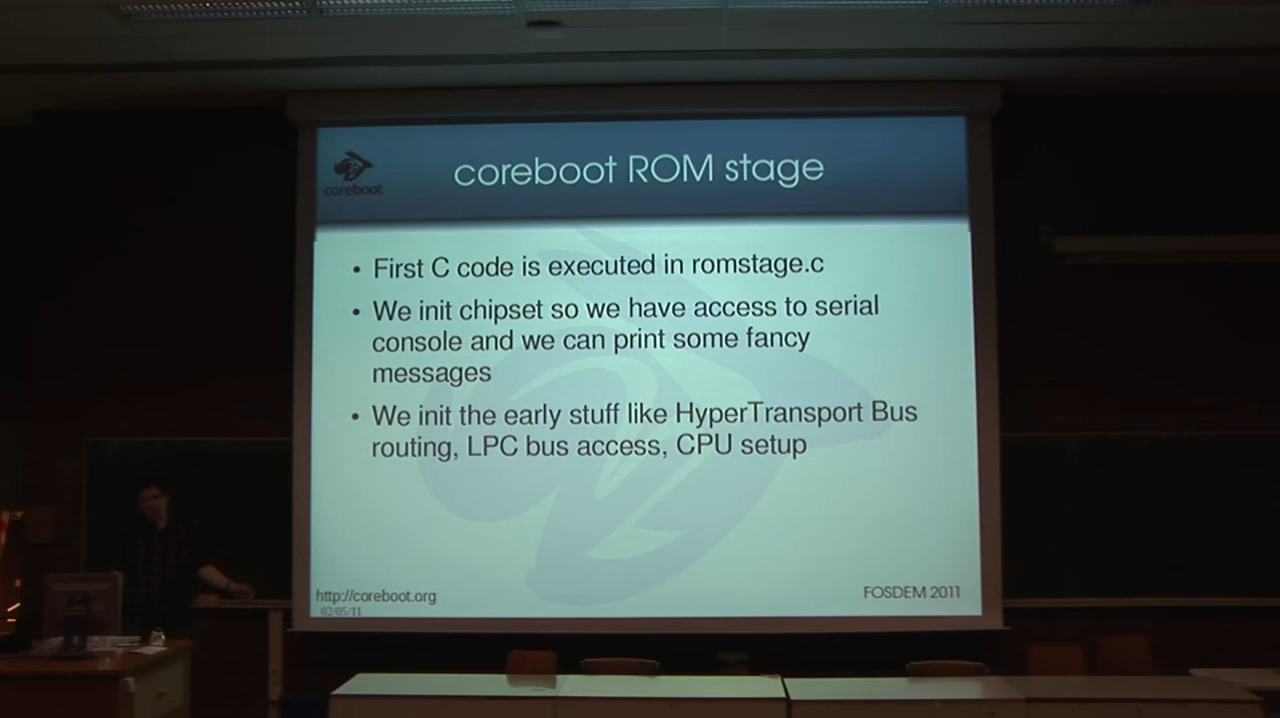 coreboot
coreboot ROM stage
• First C code is executed in romstage.c
• We init chipset so we have access to serial
console and we can print some fancy
messages
• We init the early stuff like HyperTransport Bus
routing, LPC bus access, CPU setup
http://coreboot.org
02/05/11
FOSDEM 2011